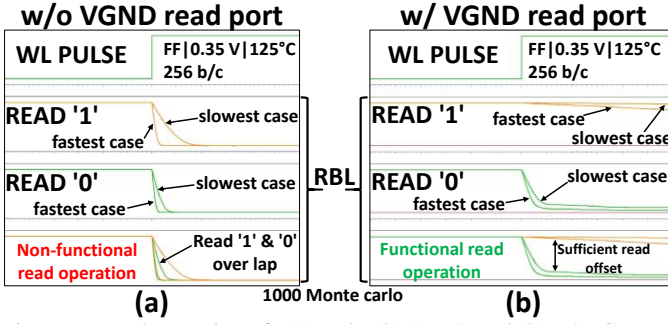 w/o VGND read port
w/ VGND read port
WL PULSE
FF|0.35 V|125°C
256 b/c
READ '1'
slowest case
fastest case
READ '0'
slowest case
fastest case
Non-functional
read operation
Read '1' & '0'
over lap
(a)
RBL
1000 Monte carlo
WL PULSE
FF|0.35 V|125°C
256 b/c
READ '1'
fastest case
slowest case
READ '0'
slowest case
fastest case
Functional read
operation
Sufficient read
offset
(b)